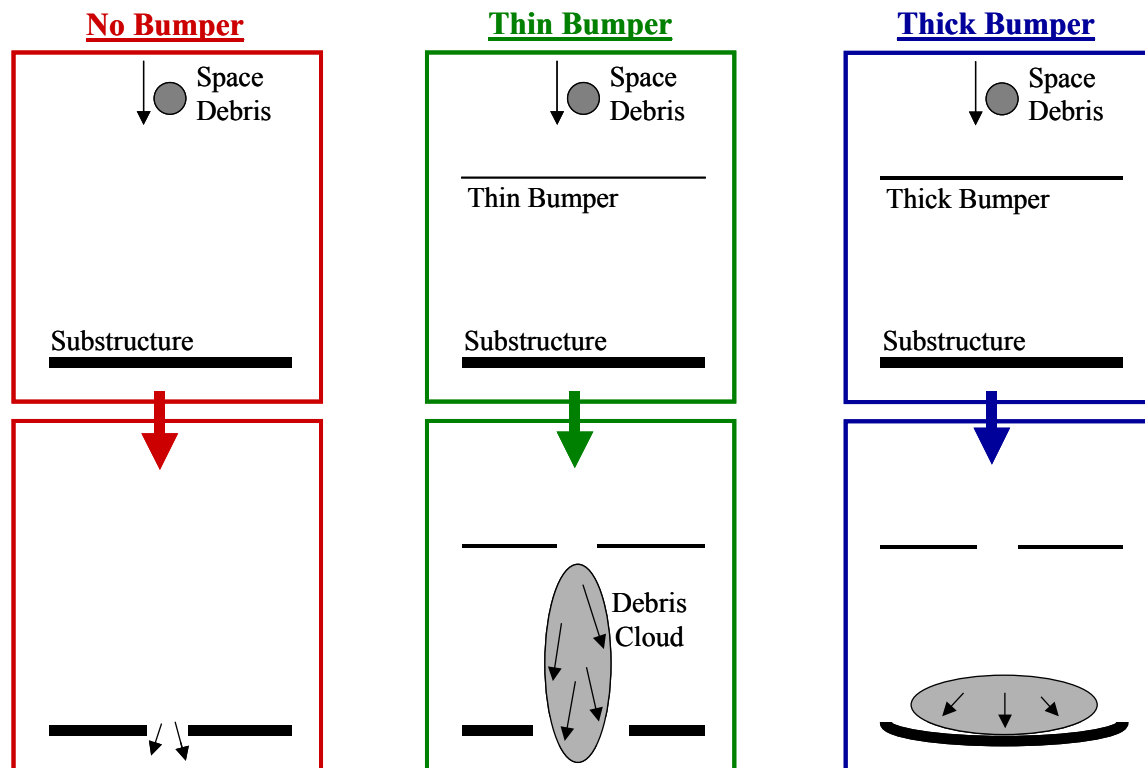 No Bumper
Thin Bumper
Thick Bumper
Space
Debris
Substructure
Space
Debris
Thin Bumper
Substructure
Space
Debris
Thick Bumper
Substructure
Debris
Cloud